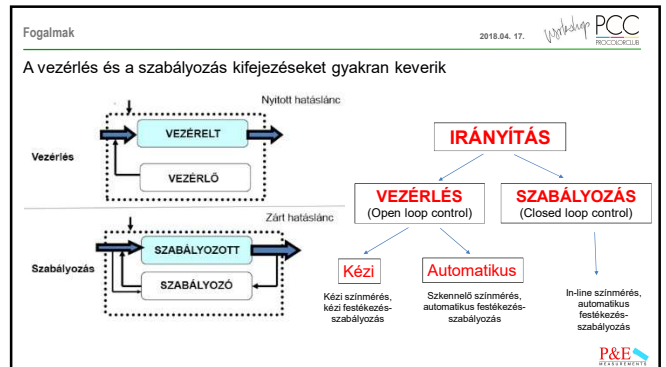 Fogalmak
2018.04. 17.
Workshop PCC
PROCOLORCLUB
A vezérlés és a szabályozás kifejezéseket gyakran keverik
Nyitott hatáslánc
VEZÉRELT
Vezérlés
VEZÉRLŐ
Zárt hatáslánc
SZABÁLYOZOTT
Szabályozás
SZABÁLYOZÓ
IRÁNYÍTÁS
VEZÉRLÉS
(Open loop control)
SZABÁLYOZÁS
(Closed loop control)
Kézi
Automatikus
Kézi színmérés,
kézi festékezés-
szabályozás
Szkennelő színmérés,
automatikus festékezés-
szabályozás
In-line színmérés,
automatikus
festékezés-
szabályozás
P&E
MEASUREMENTS